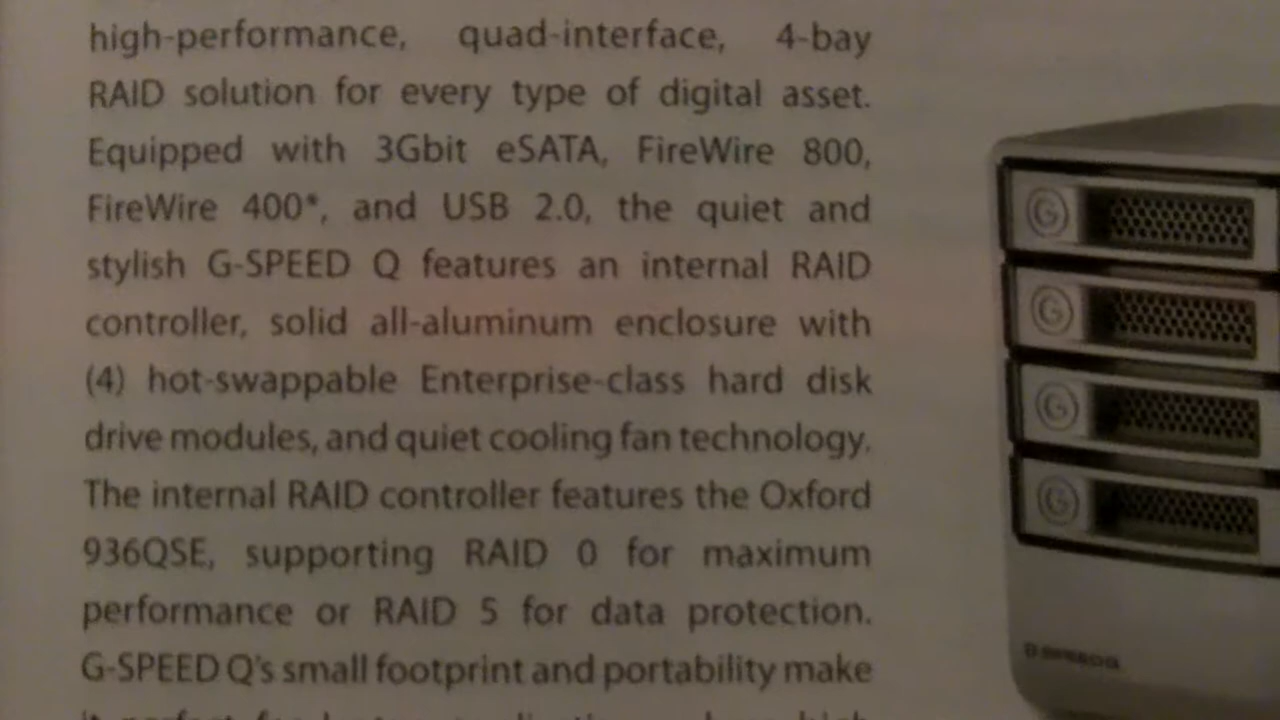 high-performance, quad-interface, 4-bay
RAID solution for every type of digital asset.
Equipped with 3Gbit eSATA, FireWire 800,
FireWire 400*, and USB 2.0, the quiet and
stylish G-SPEED Q features an internal RAID
controller, solid all-aluminum enclosure with
(4) hot-swappable Enterprise-class hard disk
drive modules, and quiet cooling fan technology.
The internal RAID controller features the Oxford
936QSE, supporting RAID 0 for maximum
performance or RAID 5 for data protection.
G-SPEED Q's small footprint and portability make
G
G
G
G